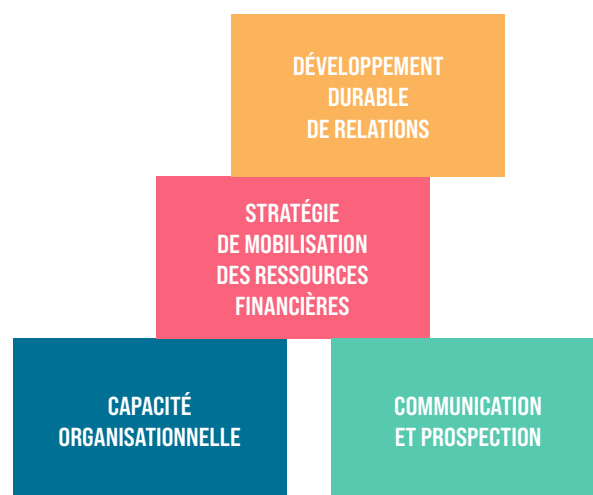 DÉVELOPPEMENT
DURABLE
DE RELATIONS
STRATÉGIE
DE MOBILISATION
DES RESSOURCES
FINANCIÈRES
CAPACITÉ
ORGANISATIONNELLE
COMMUNICATION
ET PROSPECTION